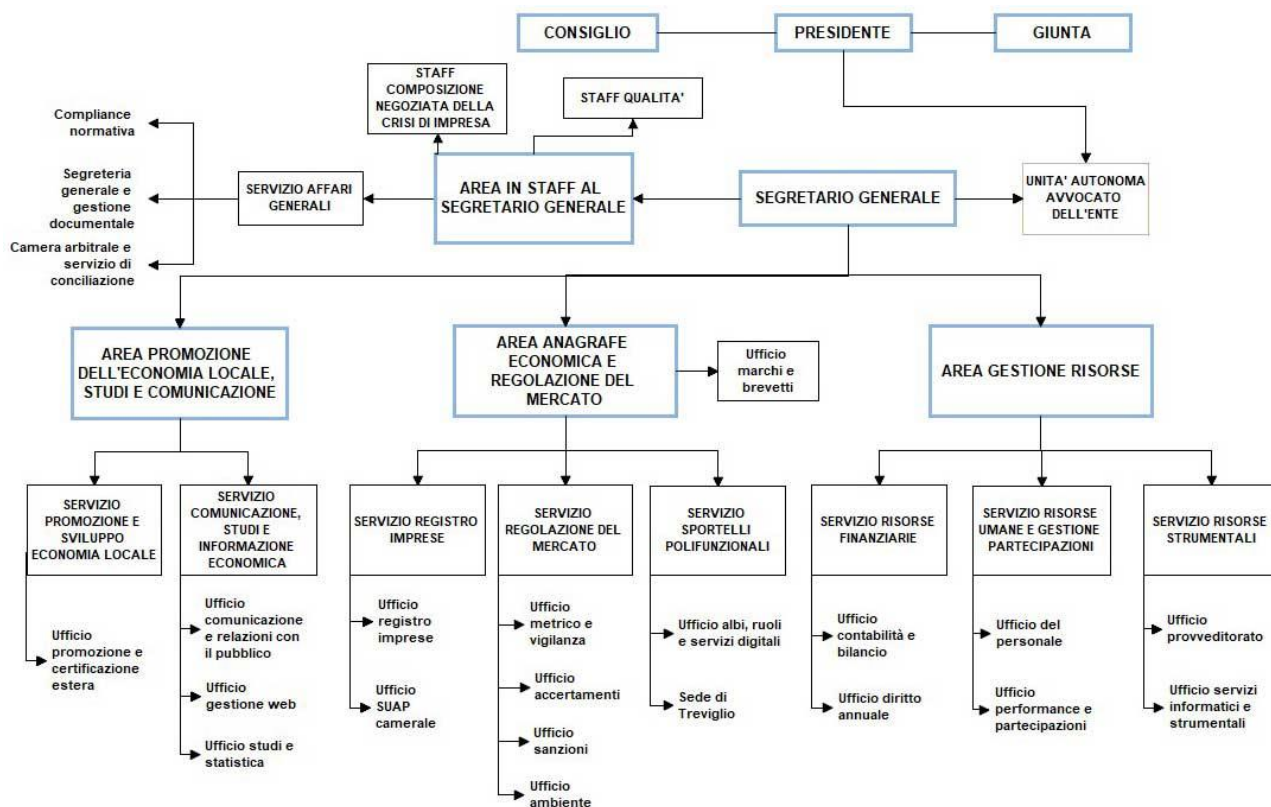 CONSIGLIO
PRESIDENTE
GIUNTA
STAFF
COMPOSIZIONE
NEGOZIATA DELLA
CRISI DI IMPRESA
STAFF QUALITA'
Compliance
normativa
Segreteria
generale e
gestione
documentale
Camera arbitrale e
servizio di
conciliazione
SERVIZIO AFFARI
GENERALI
AREA IN STAFF AL
SEGRETARIO GENERALE
SEGRETARIO GENERALE
UNITA' AUTONOMA
AVVOCATO
DELL'ENTE
AREA PROMOZIONE
DELL'ECONOMIA LOCALE,
STUDI E COMUNICAZIONE
AREA ANAGRAFE
ECONOMICA E
REGOLAZIONE DEL
MERCATO
Ufficio
marchi e
brevetti
AREA GESTIONE RISORSE
SERVIZIO
PROMOZIONE E
SVILUPPO
ECONOMIA LOCALE
SERVIZIO
COMUNICAZIONE,
STUDI E
INFORMAZIONE
ECONOMICA
SERVIZIO REGISTRO
IMPRESE
SERVIZIO
REGOLAZIONE DEL
MERCATO
SERVIZIO
SPORTELLI
POLIFUNZIONALI
SERVIZIO RISORSE
FINANZIARIE
SERVIZIO RISORSE
UMANE E GESTIONE
PARTECIPAZIONI
SERVIZIO RISORSE
STRUMENTALI
Ufficio
promozione e
certificazione
estera
Ufficio
comunicazione
e relazioni con
il pubblico
Ufficio
gestione web
Ufficio studi e
statistica
Ufficio
registro
imprese
Ufficio
SUAP
camerale
Ufficio
metrico e
vigilanza
Ufficio
accertamenti
Ufficio
sanzioni
Ufficio
ambiente
Ufficio albi, ruoli
e servizi digitali
Sede di
Treviglio
Ufficio
contabilità e
bilancio
Ufficio diritto
annuale
Ufficio del
personale
Ufficio
performance e
partecipazioni
Ufficio
provveditorato
Ufficio servizi
informatici e
strumentali